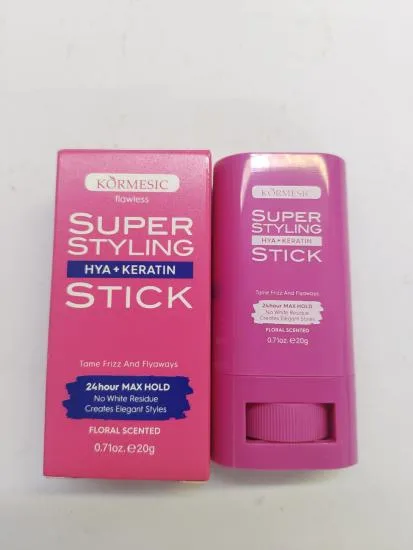 KORMESIC
flawless
SUPER
STYLING
HYA + KERATIN
STICK
Tame Frizz And Flyaways
24hour MAX HOLD
No White Residue
Creates Elegant Styles
FLORAL SCENTED
0.71oz. e 20g
KORMESIC
SUPER
STYLING
HYA + KERATIN
STICK
Tame Frizz And Flyaways
24hour MAX HOLD
No White Residue
Creates Elegant Styles
FLORAL SCENTED
0.71oz. e 20g